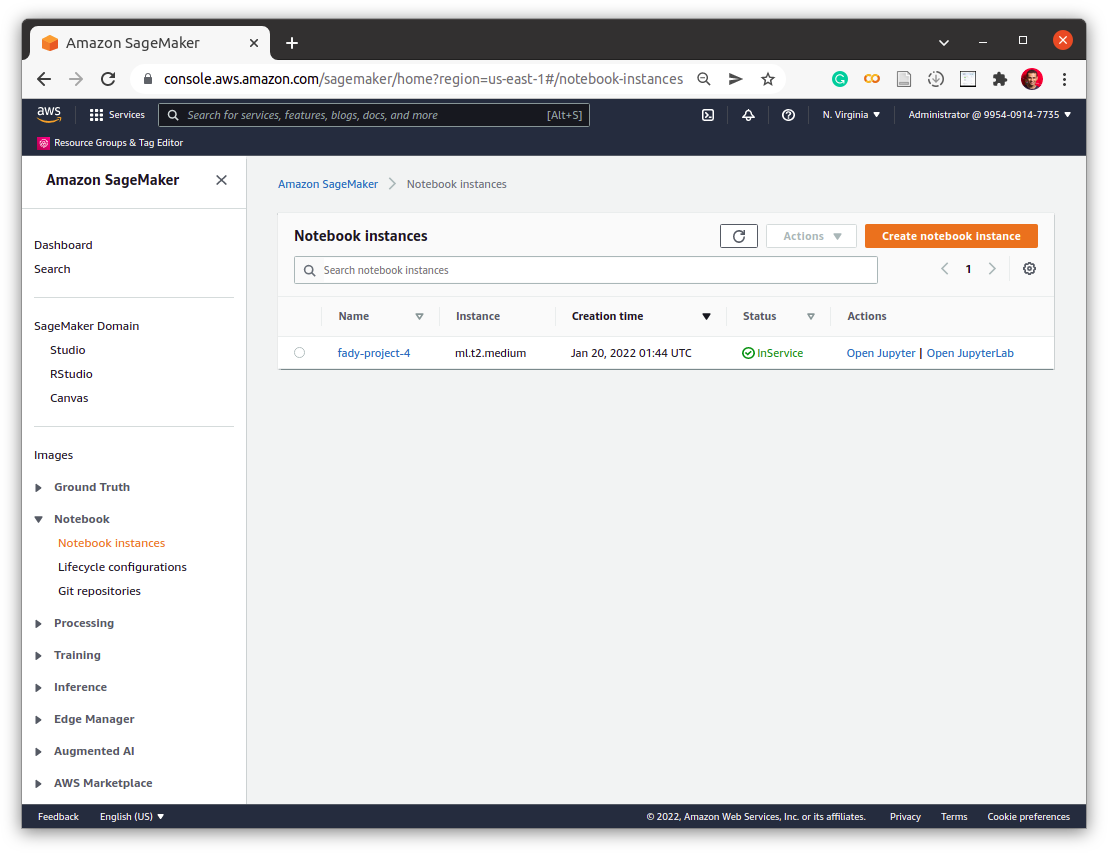 Amazon SageMaker
console.aws.amazon.com/sagemaker/home?region=us-east-1#/notebook-instances
aws
Services
Search for services, features, blogs, docs, and more [Alt+S]
N. Virginia
Administrator @ 9954-0914-7735
Resource Groups & Tag Editor
Amazon SageMaker
Dashboard
Search
SageMaker Domain
Studio
RStudio
Canvas
Images
Ground Truth
Notebook
Notebook instances
Lifecycle configurations
Git repositories
Processing
Training
Inference
Edge Manager
Augmented AI
AWS Marketplace
Amazon SageMaker > Notebook instances
Notebook instances
Actions
Create notebook instance
Search notebook instances
1
Name Instance Creation time Status Actions
fady-project-4 ml.t2.medium Jan 20, 2022 01:44 UTC InService Open Jupyter | Open JupyterLab
Feedback English (US) © 2022, Amazon Web Services, Inc. or its affiliates. Privacy Terms Cookie preferences